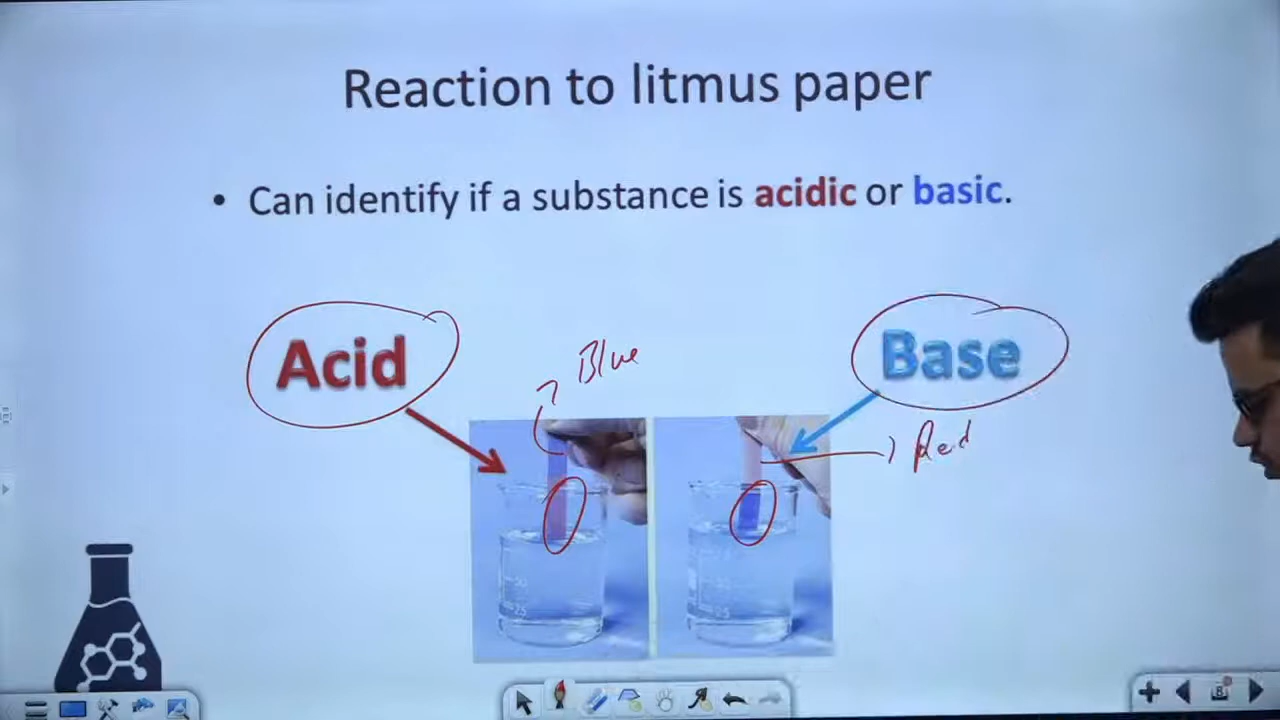 Reaction to litmus paper
• Can identify if a substance is acidic or basic.
Acid
Blue
Base
Red